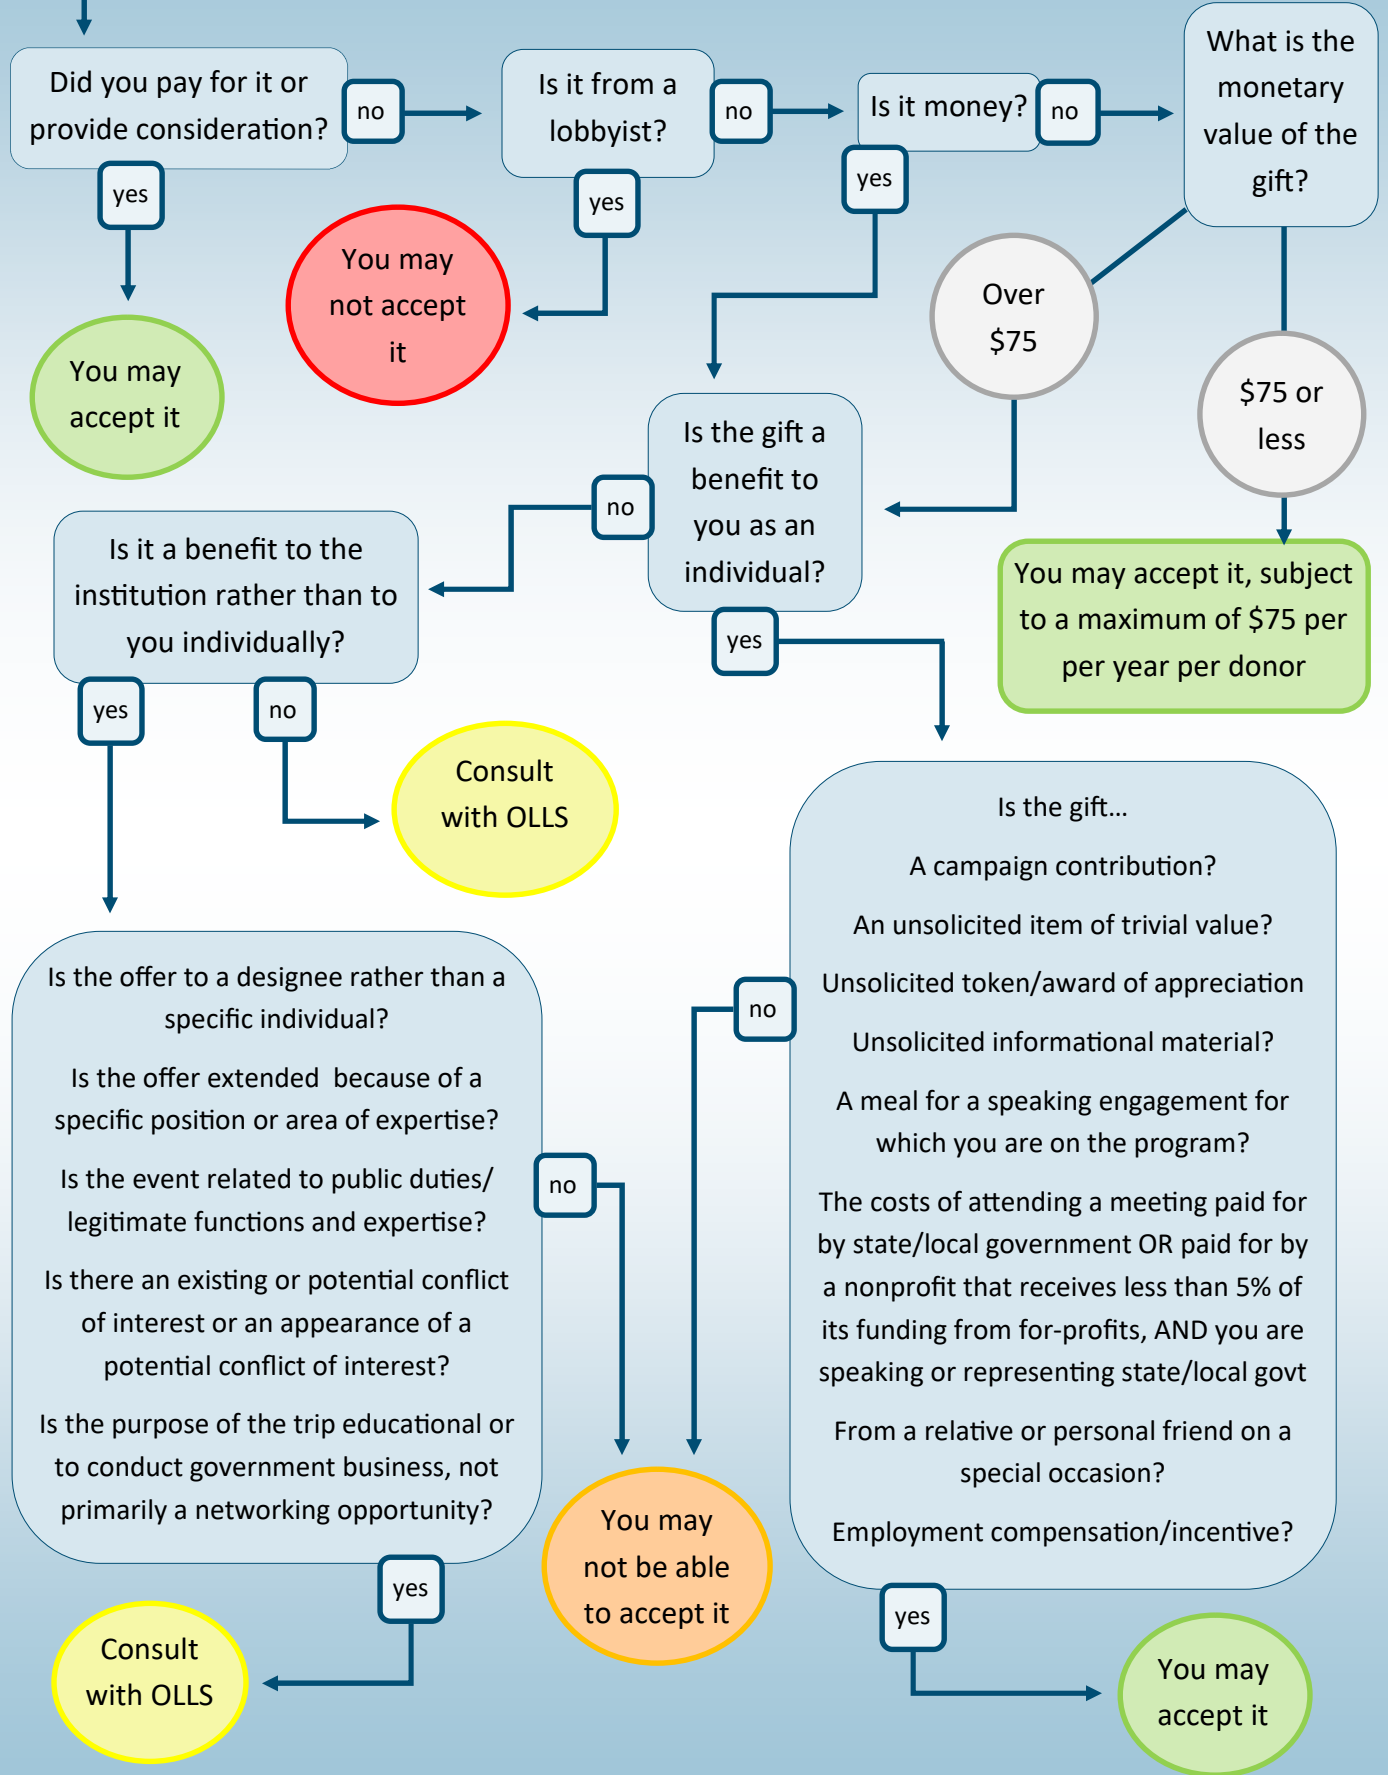 Did you pay for it or
provide consideration?
no
yes
You may
accept it
Is it from a
lobbyist?
no
yes
You may
not accept
it
Is it money?
no
yes
What is the
monetary
value of the
gift?
Over
$75
$75 or
less
You may accept it, subject
to a maximum of $75 per
per year per donor
Is the gift a
benefit to
you as an
individual?
no
yes
Is it a benefit to the
institution rather than to
you individually?
yes
no
Consult
with OLLS
Is the offer to a designee rather than a
specific individual?
Is the offer extended because of a
specific position or area of expertise?
Is the event related to public duties/
legitimate functions and expertise?
Is there an existing or potential conflict
of interest or an appearance of a
potential conflict of interest?
Is the purpose of the trip educational or
to conduct government business, not
primarily a networking opportunity?
no
yes
Consult
with OLLS
Is the gift…
A campaign contribution?
An unsolicited item of trivial value?
Unsolicited token/award of appreciation
Unsolicited informational material?
A meal for a speaking engagement for
which you are on the program?
The costs of attending a meeting paid for
by state/local government OR paid for by
a nonprofit that receives less than 5% of
its funding from for-profits, AND you are
speaking or representing state/local govt
From a relative or personal friend on a
special occasion?
Employment compensation/incentive?
no
yes
You may
not be able
to accept it
You may
accept it